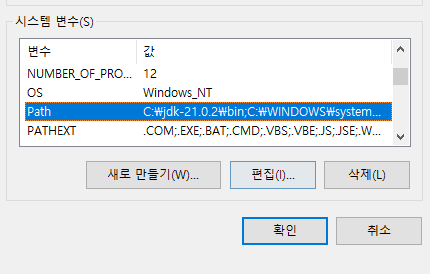 시스템 변수(S)
변수 값
NUMBER_OF_PRO... 12
OS Windows_NT
Path C:₩jdk-21.0.2₩bin;C:₩WINDOWS₩system...
PATHEXT .COM;.EXE;.BAT;.CMD;.VBS;.VBE;.JS;.JSE;.W...
새로 만들기(W)... 편집(I)... 삭제(L)
확인 취소